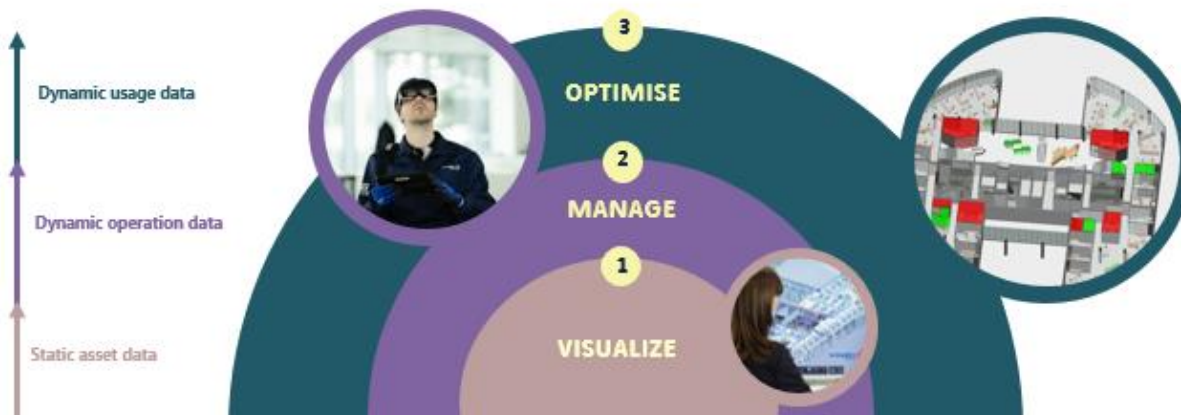 3
Dynamic usage data
OPTIMISE
2
MANAGE
Dynamic operation data
1
VISUALIZE
Static asset data